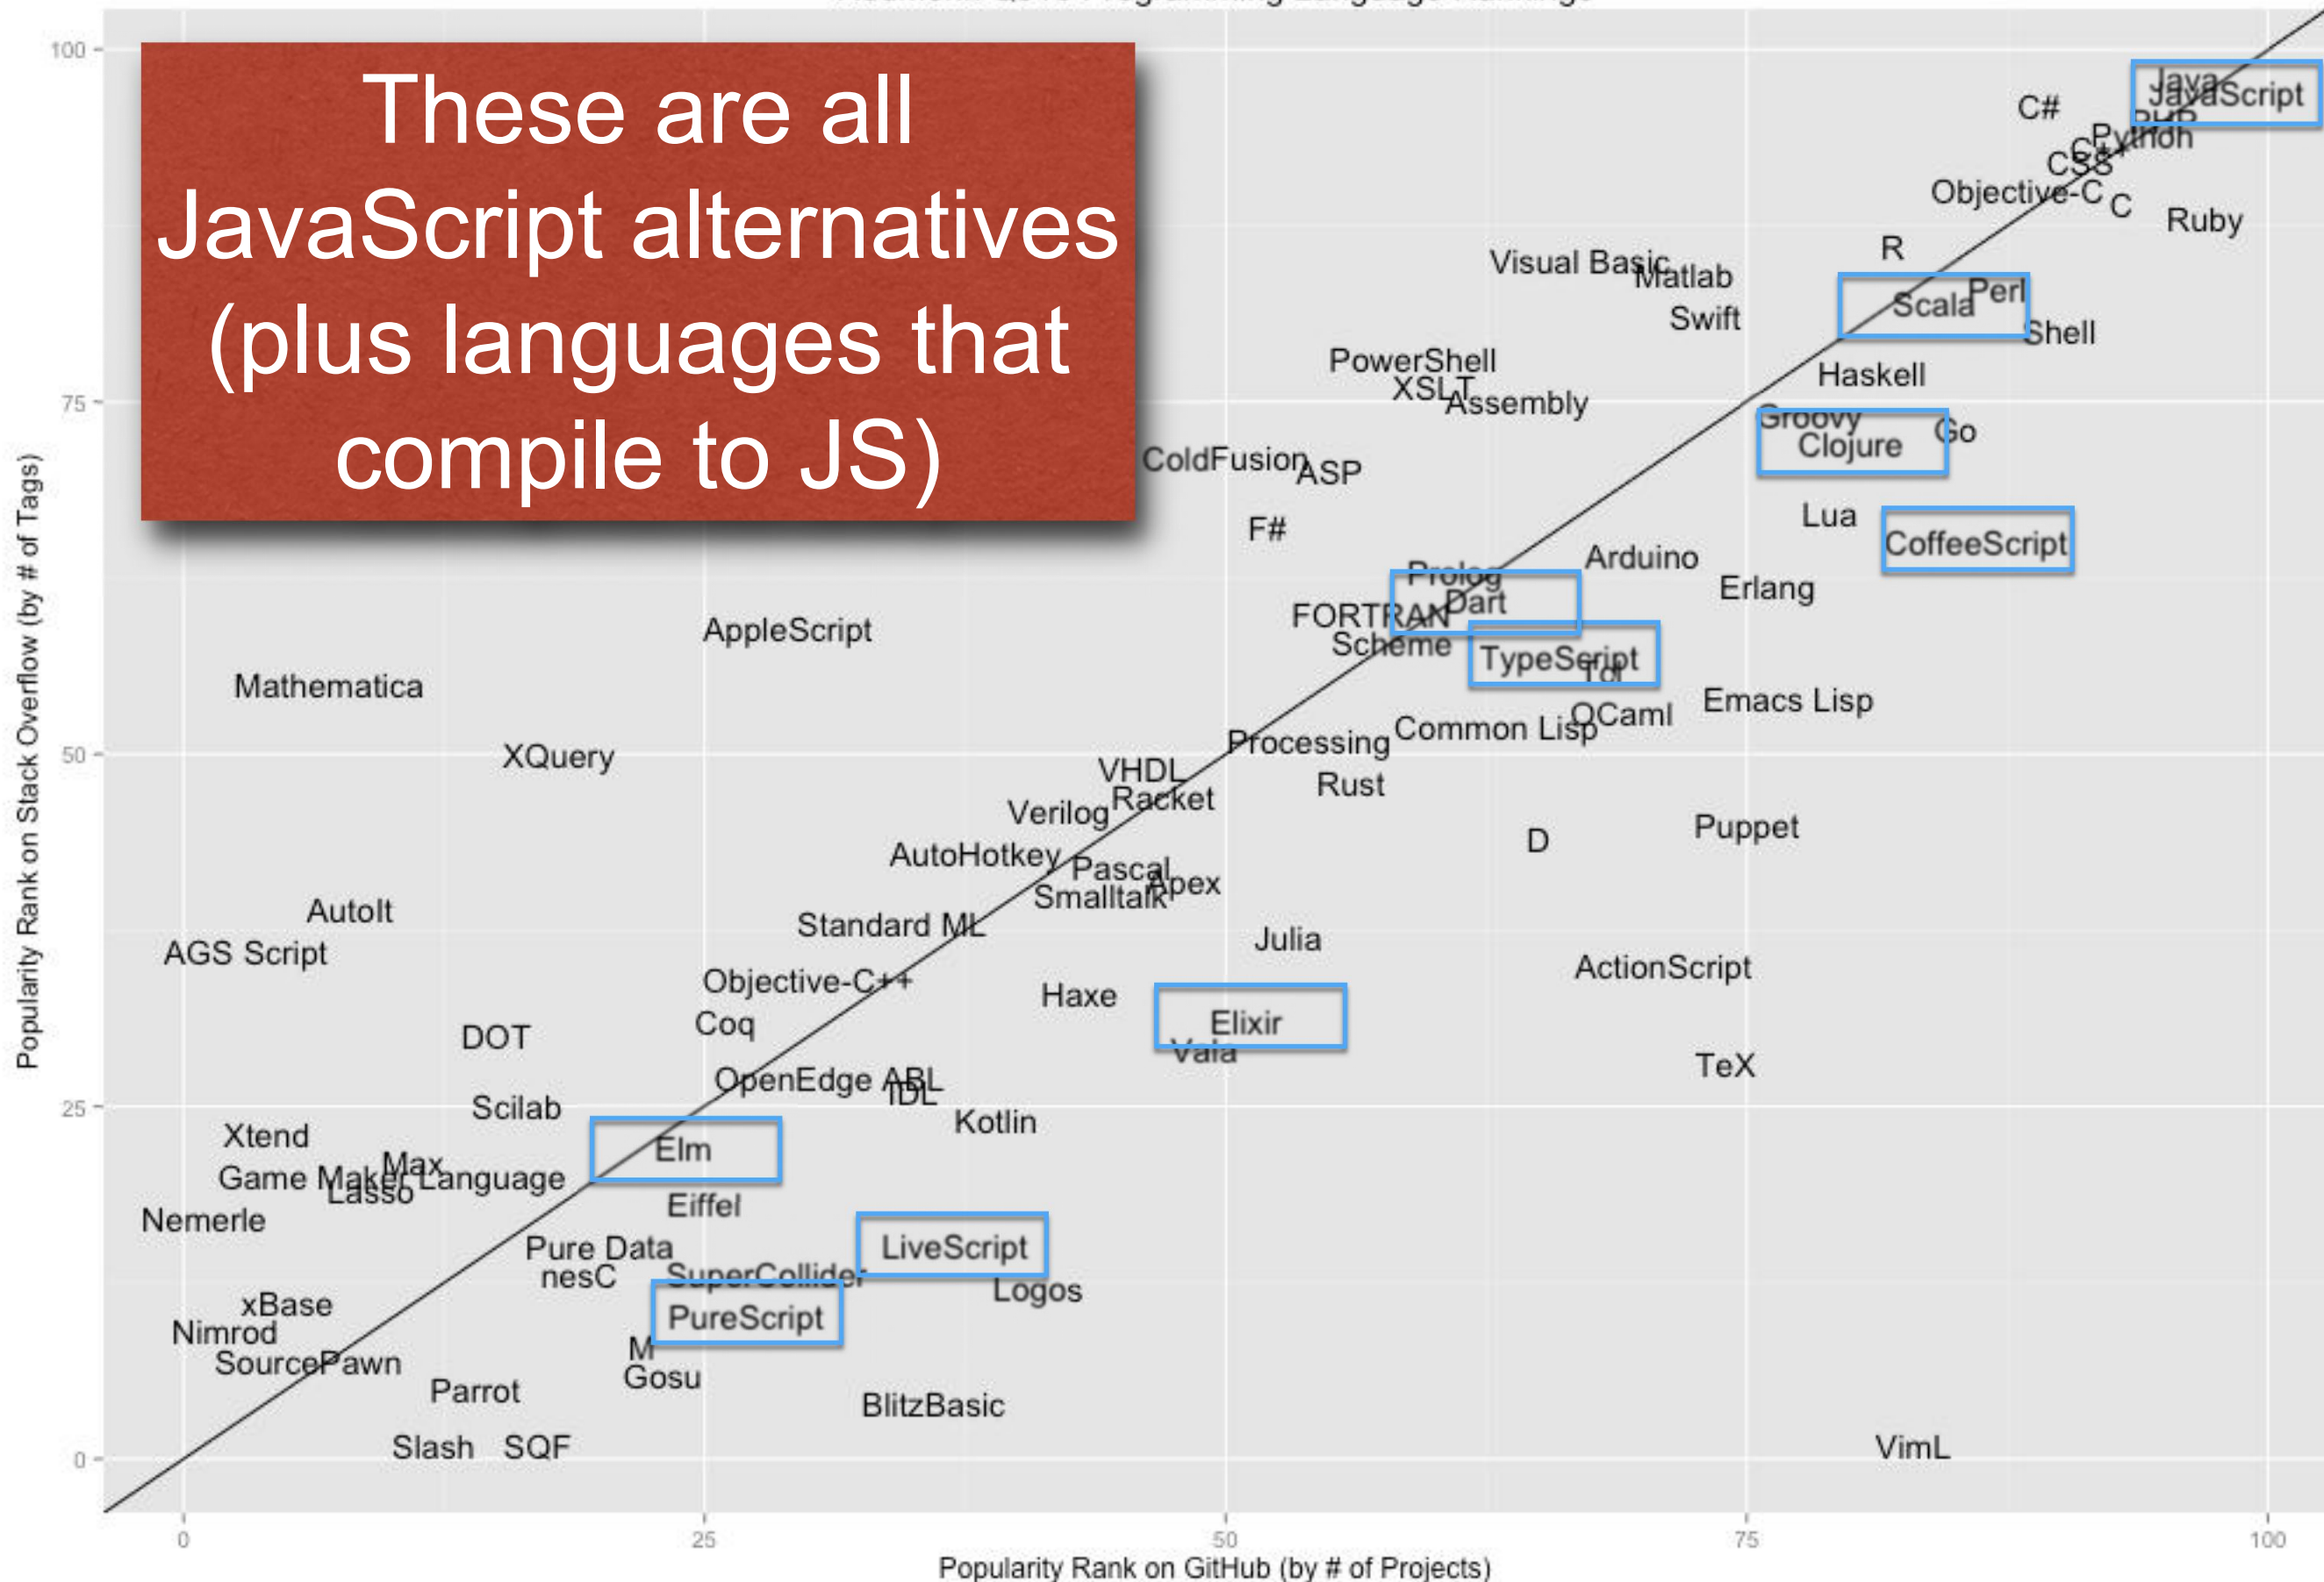 These are all
JavaScript alternatives
(plus languages that
compile to JS)
100
75
50
25
0
Popularity Rank on Stack Overflow (by # of Tags)
Java
JavaScript
C#
PHP
Python
C++
CSS
Objective-C
C
Ruby
R
Visual Basic
Matlab
Perl
Scala
Swift
Shell
PowerShell
Haskell
XSLT
Assembly
Groovy
Go
Clojure
ColdFusion
ASP
Lua
F#
CoffeeScript
Arduino
Prolog
Erlang
Dart
FORTRAN
AppleScript
Scheme
TypeScript
Tcl
Mathematica
Emacs Lisp
OCaml
Common Lisp
Processing
XQuery
VHDL
Rust
Racket
Verilog
Puppet
D
AutoHotkey
Pascal
Apex
Smalltalk
AutoIt
Standard ML
Julia
AGS Script
ActionScript
Objective-C++
Haxe
Coq
Elixir
DOT
Vala
TeX
OpenEdge ABL
IDL
Scilab
Kotlin
Xtend
Elm
Max
Game Maker Language
Lasso
Eiffel
Nemerle
Pure Data
LiveScript
nesC
SuperCollider
Logos
xBase
PureScript
Nimrod
M
SourcePawn
Gosu
Parrot
BlitzBasic
Slash
SQF
VimL
0
25
50
75
100
Popularity Rank on GitHub (by # of Projects)